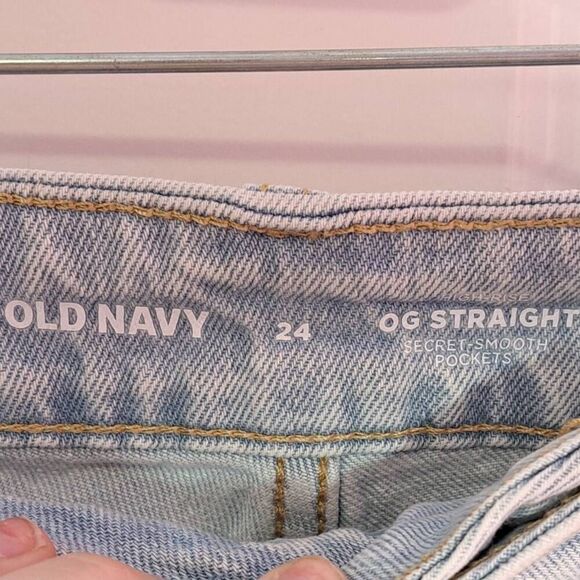 OLD NAVY
24
OG STRAIGHT
SECRET-SMOOTH
POCKETS